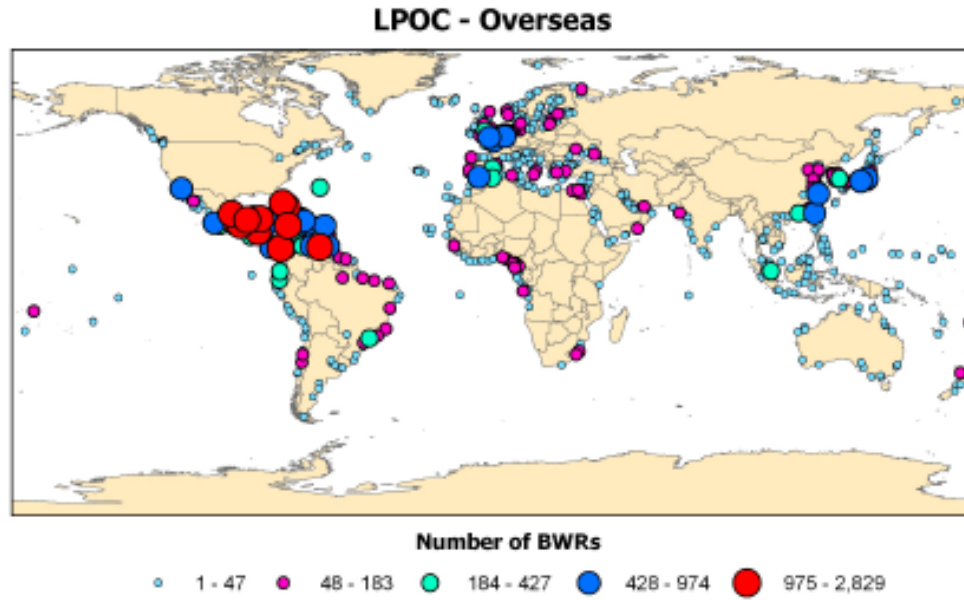 LPOC - Overseas
Number of BWRs
1 - 47 48 - 183 184 - 427 428 - 974 975 - 2,829